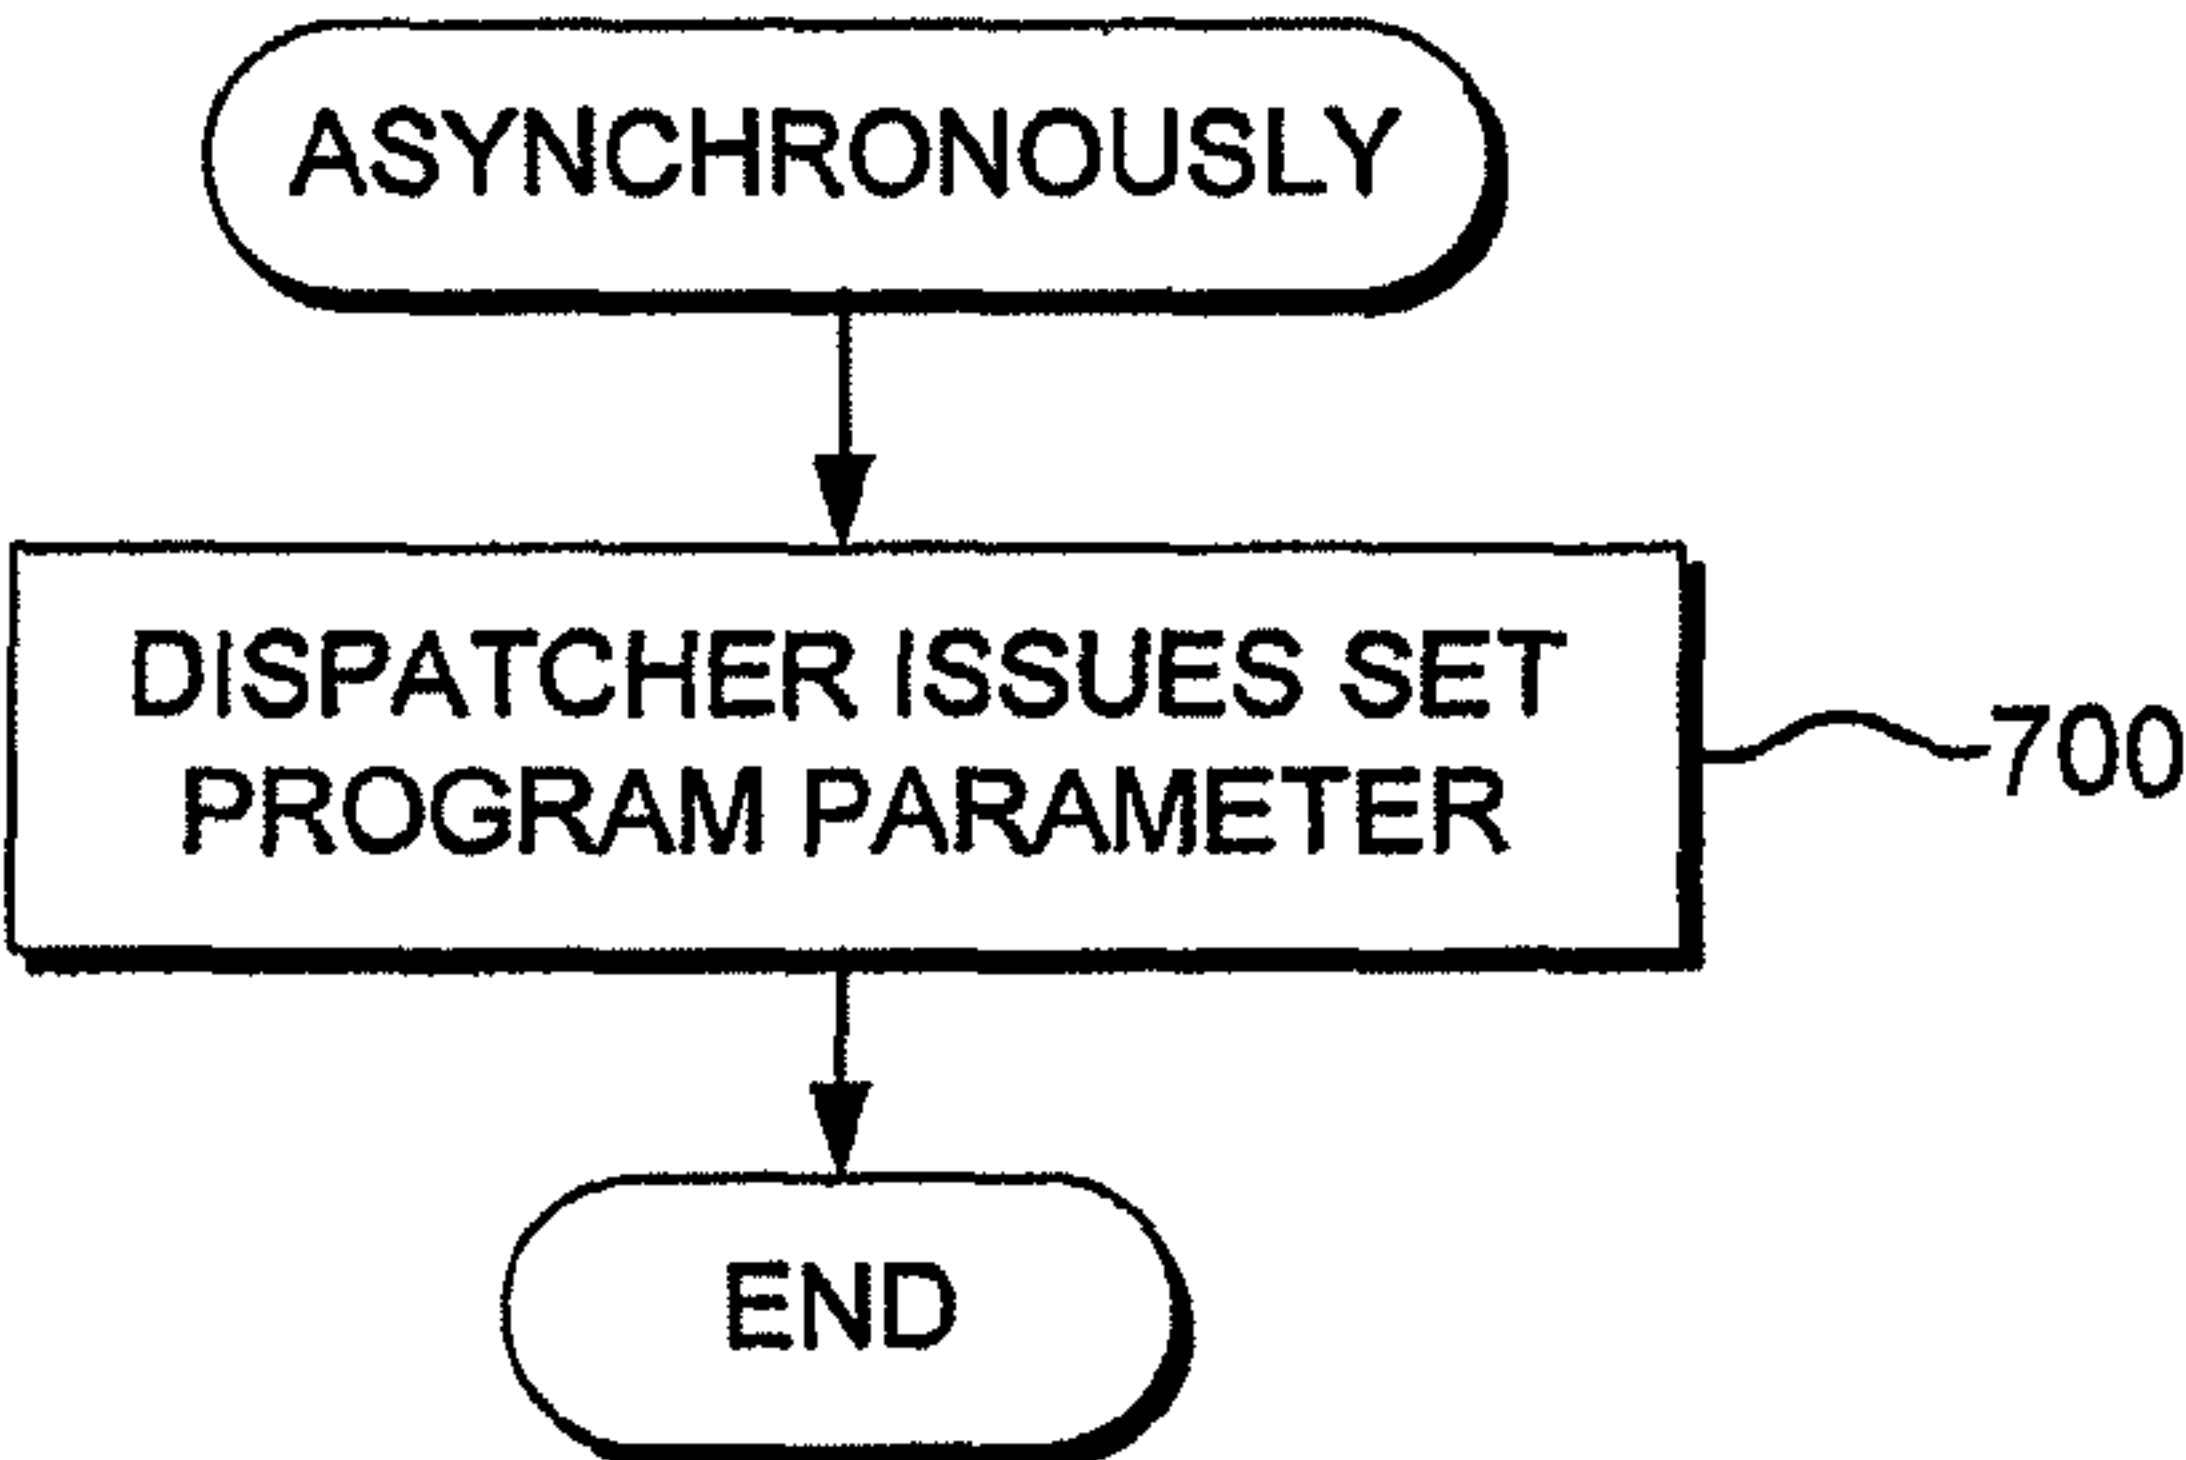 ASYNCHRONOUSLY
DISPATCHER ISSUES SET
PROGRAM PARAMETER
700
END